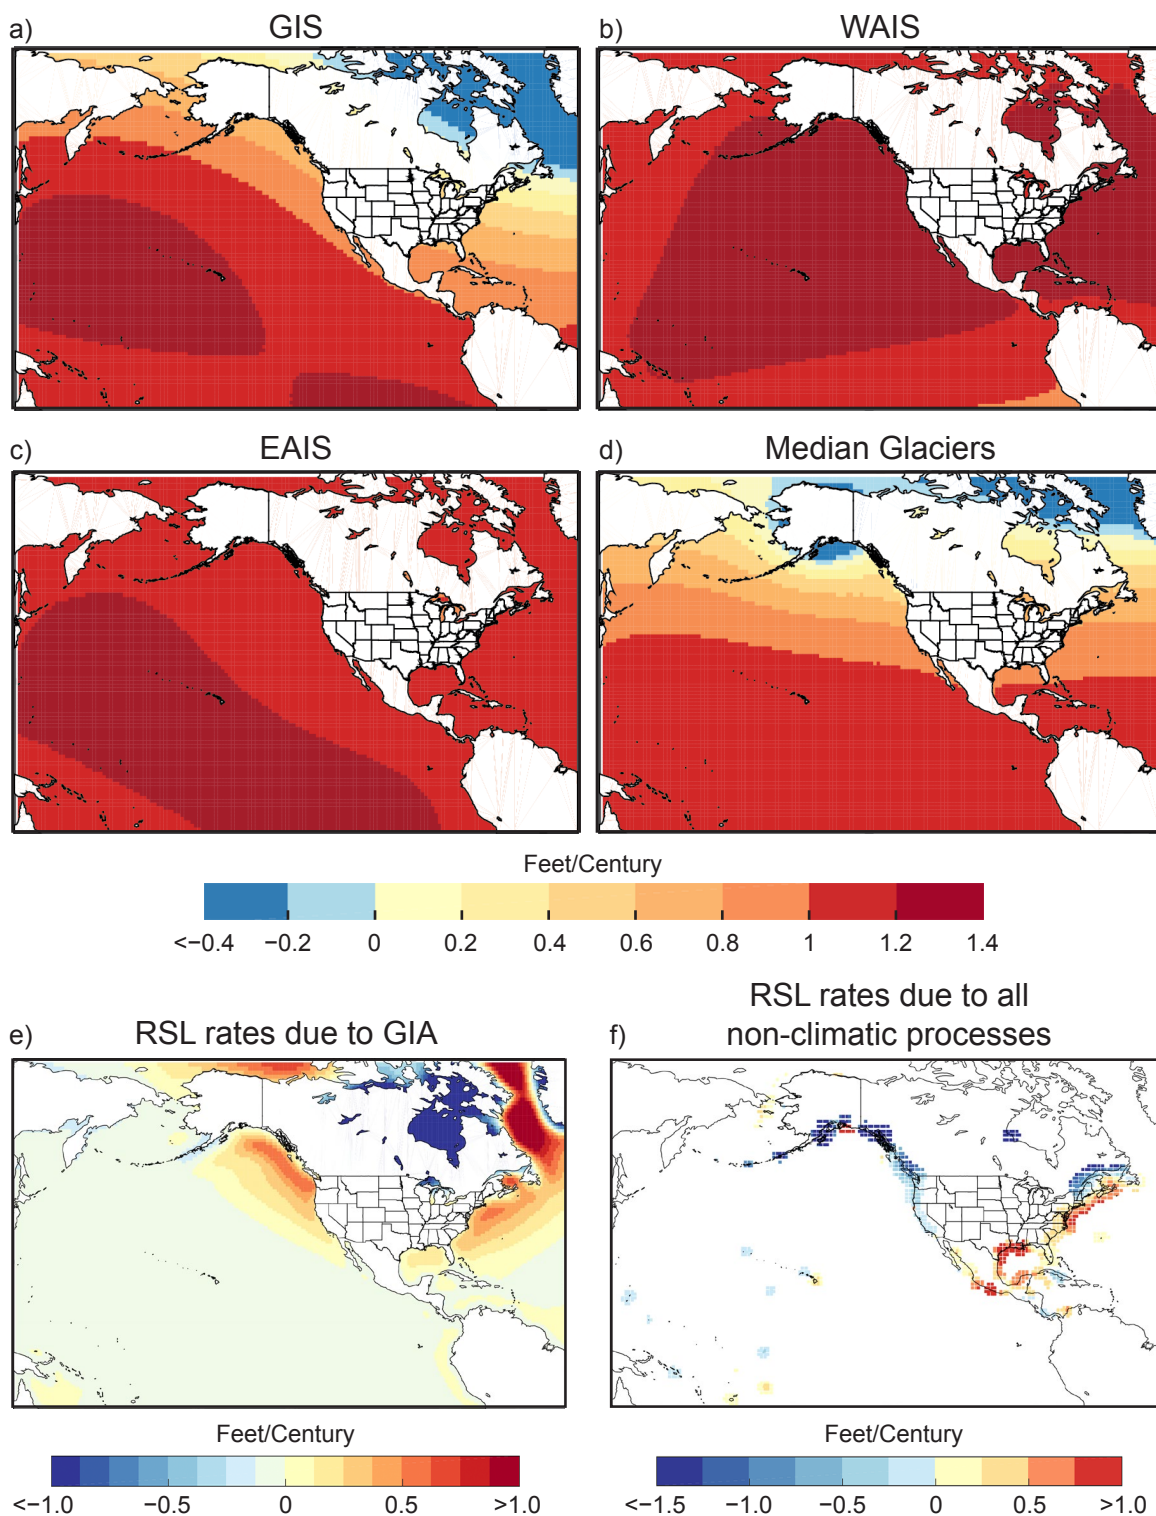 a) GIS
b) WAIS
c) EAIS
d) Median Glaciers
Feet/Century
<−0.4 −0.2 0 0.2 0.4 0.6 0.8 1 1.2 1.4
e) RSL rates due to GIA
f) RSL rates due to all
non-climatic processes
Feet/Century
<−1.0 −0.5 0 0.5 >1.0
Feet/Century
<−1.5 −1.0 −0.5 0 0.5 >1.0